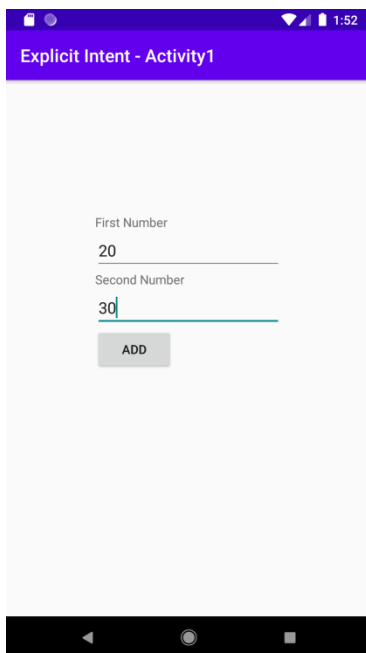 1:52
Explicit Intent - Activity1
First Number
20
Second Number
30
ADD